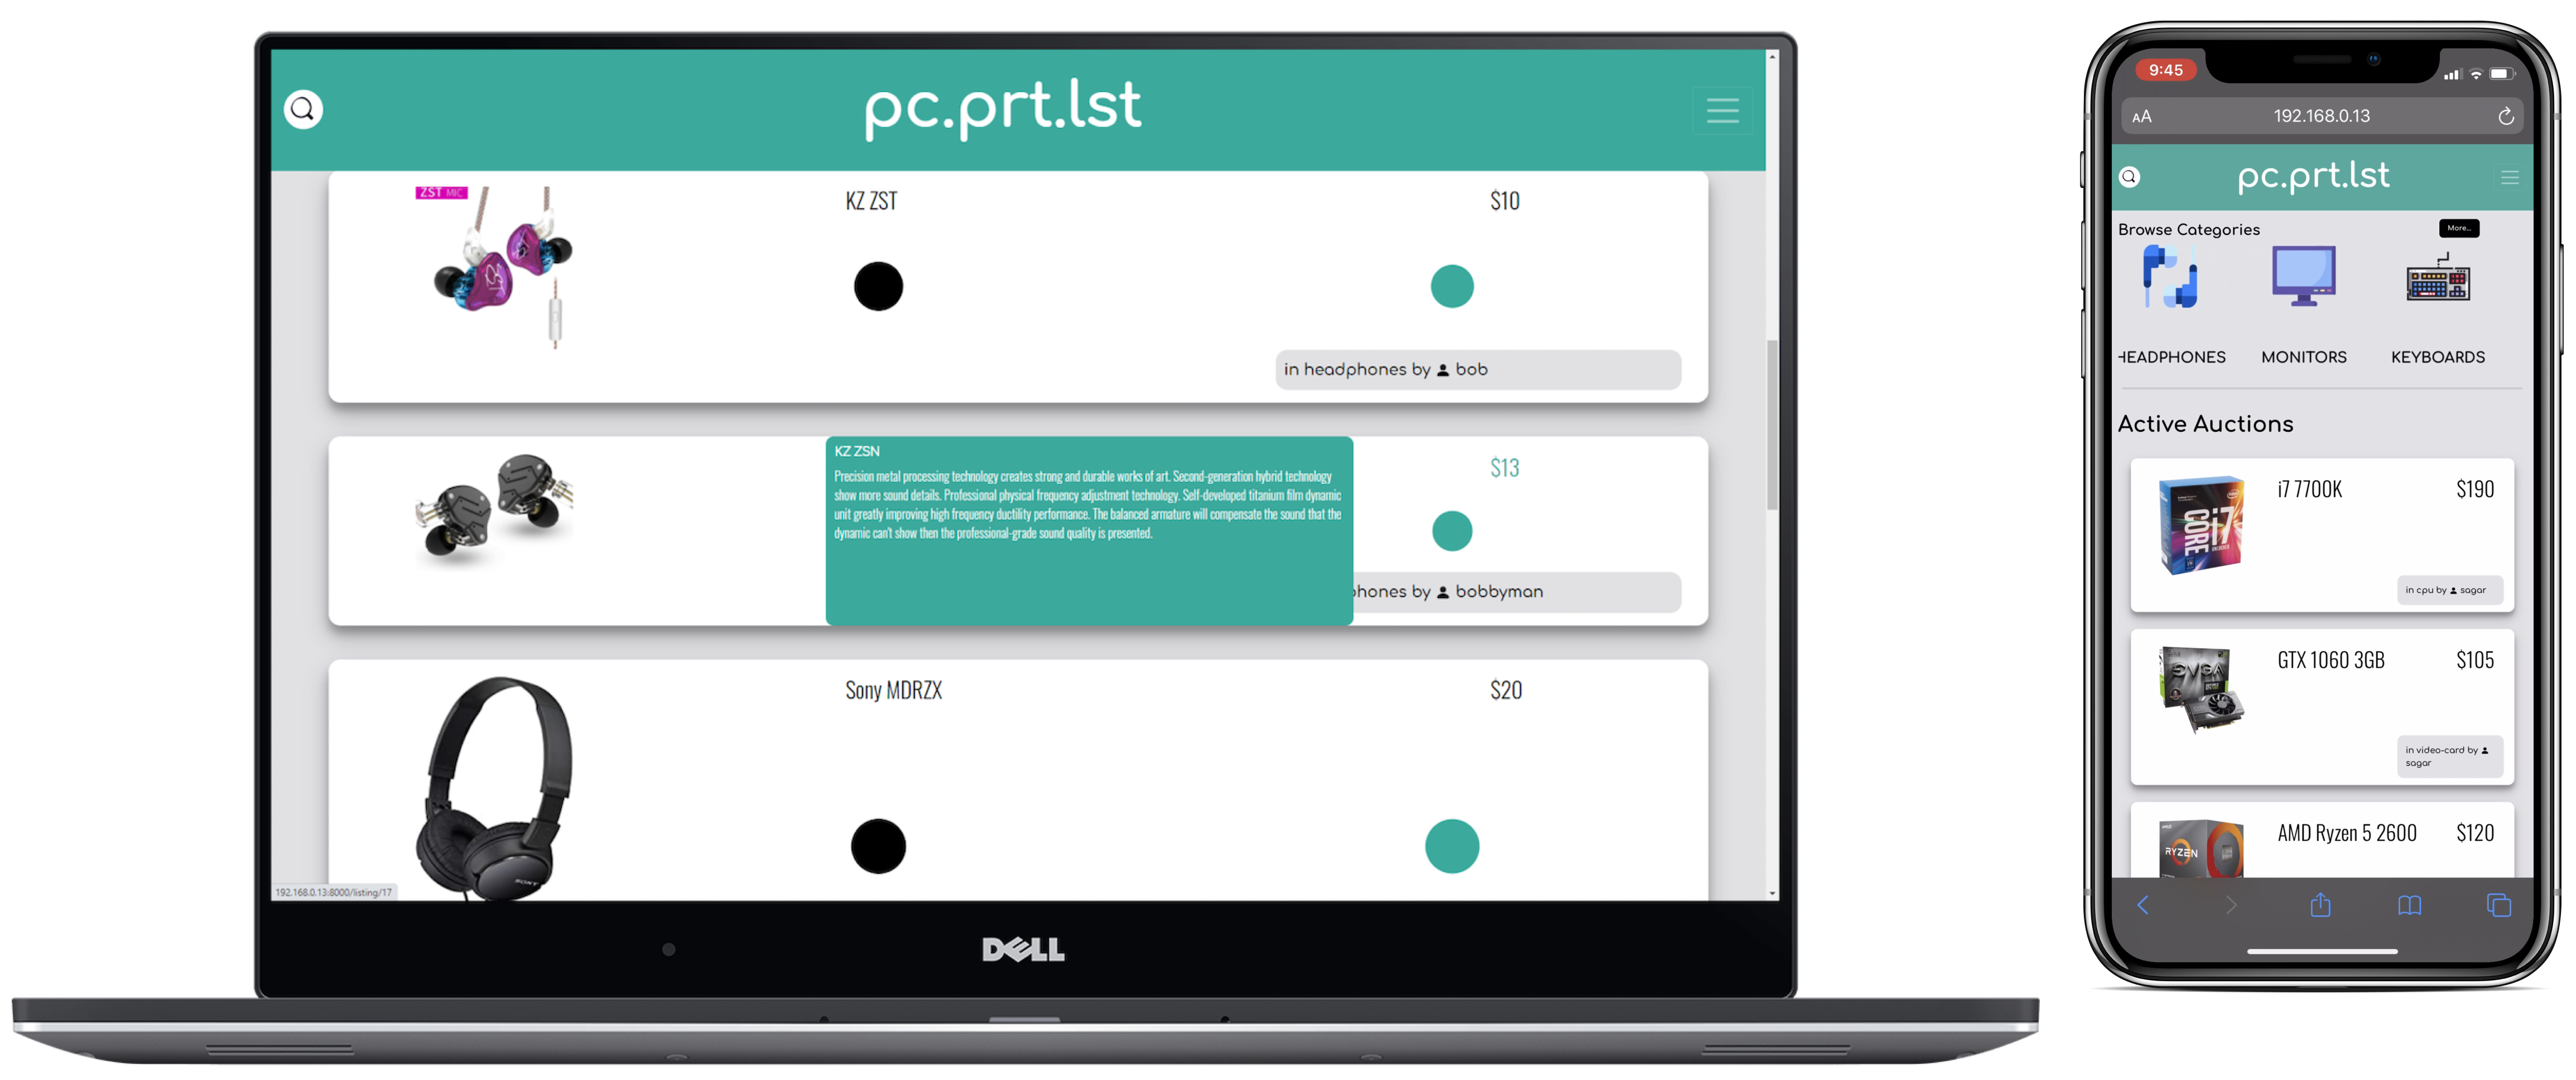 pc.prt.lst
ZST MIC
KZ ZST
$10
in headphones by bob
KZ ZSN
Precision metal processing technology creates strong and durable works of art. Second-generation hybrid technology
show more sound details. Professional physical frequency adjustment technology. Self-developed titanium film dynamic
unit greatly improving high frequency ductility performance. The balanced armature will compensate the sound that the
dynamic can't show then the professional-grade sound quality is presented.
$13
phones by bobbyman
Sony MDRZX
$20
SONY
192.168.0.13:8000/listing/17
DELL
9:45
AA
192.168.0.13
pc.prt.lst
Browse Categories
More...
HEADPHONES
MONITORS
KEYBOARDS
Active Auctions
CORE i7
i7 7700K
$190
in cpu by sagar
EVGA
GTX 1060 3GB
$105
in video-card by
sagar
RYZEN
AMD Ryzen 5 2600
$120